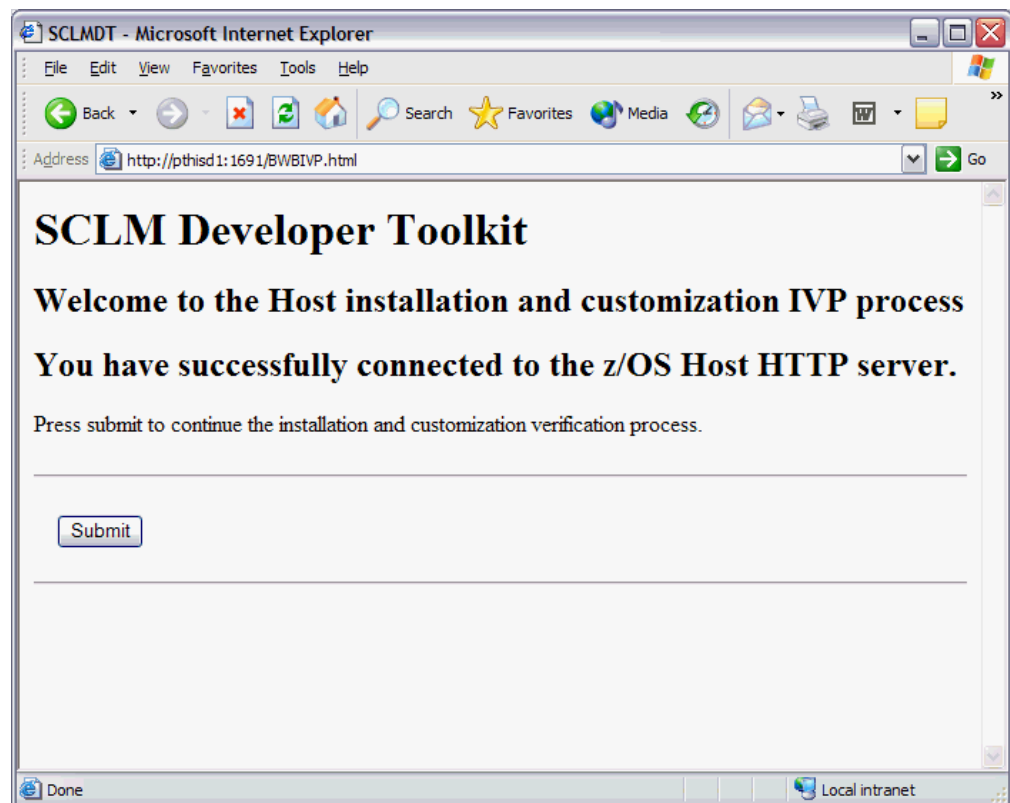 SCLMDT - Microsoft Internet Explorer
File Edit View Favorites Tools Help
Back Search Favorites Media W »
Address http://pthisd1:1691/BWBIVP.html Go
SCLM Developer Toolkit
Welcome to the Host installation and customization IVP process
You have successfully connected to the z/OS Host HTTP server.
Press submit to continue the installation and customization verification process.
Submit
Done Local intranet